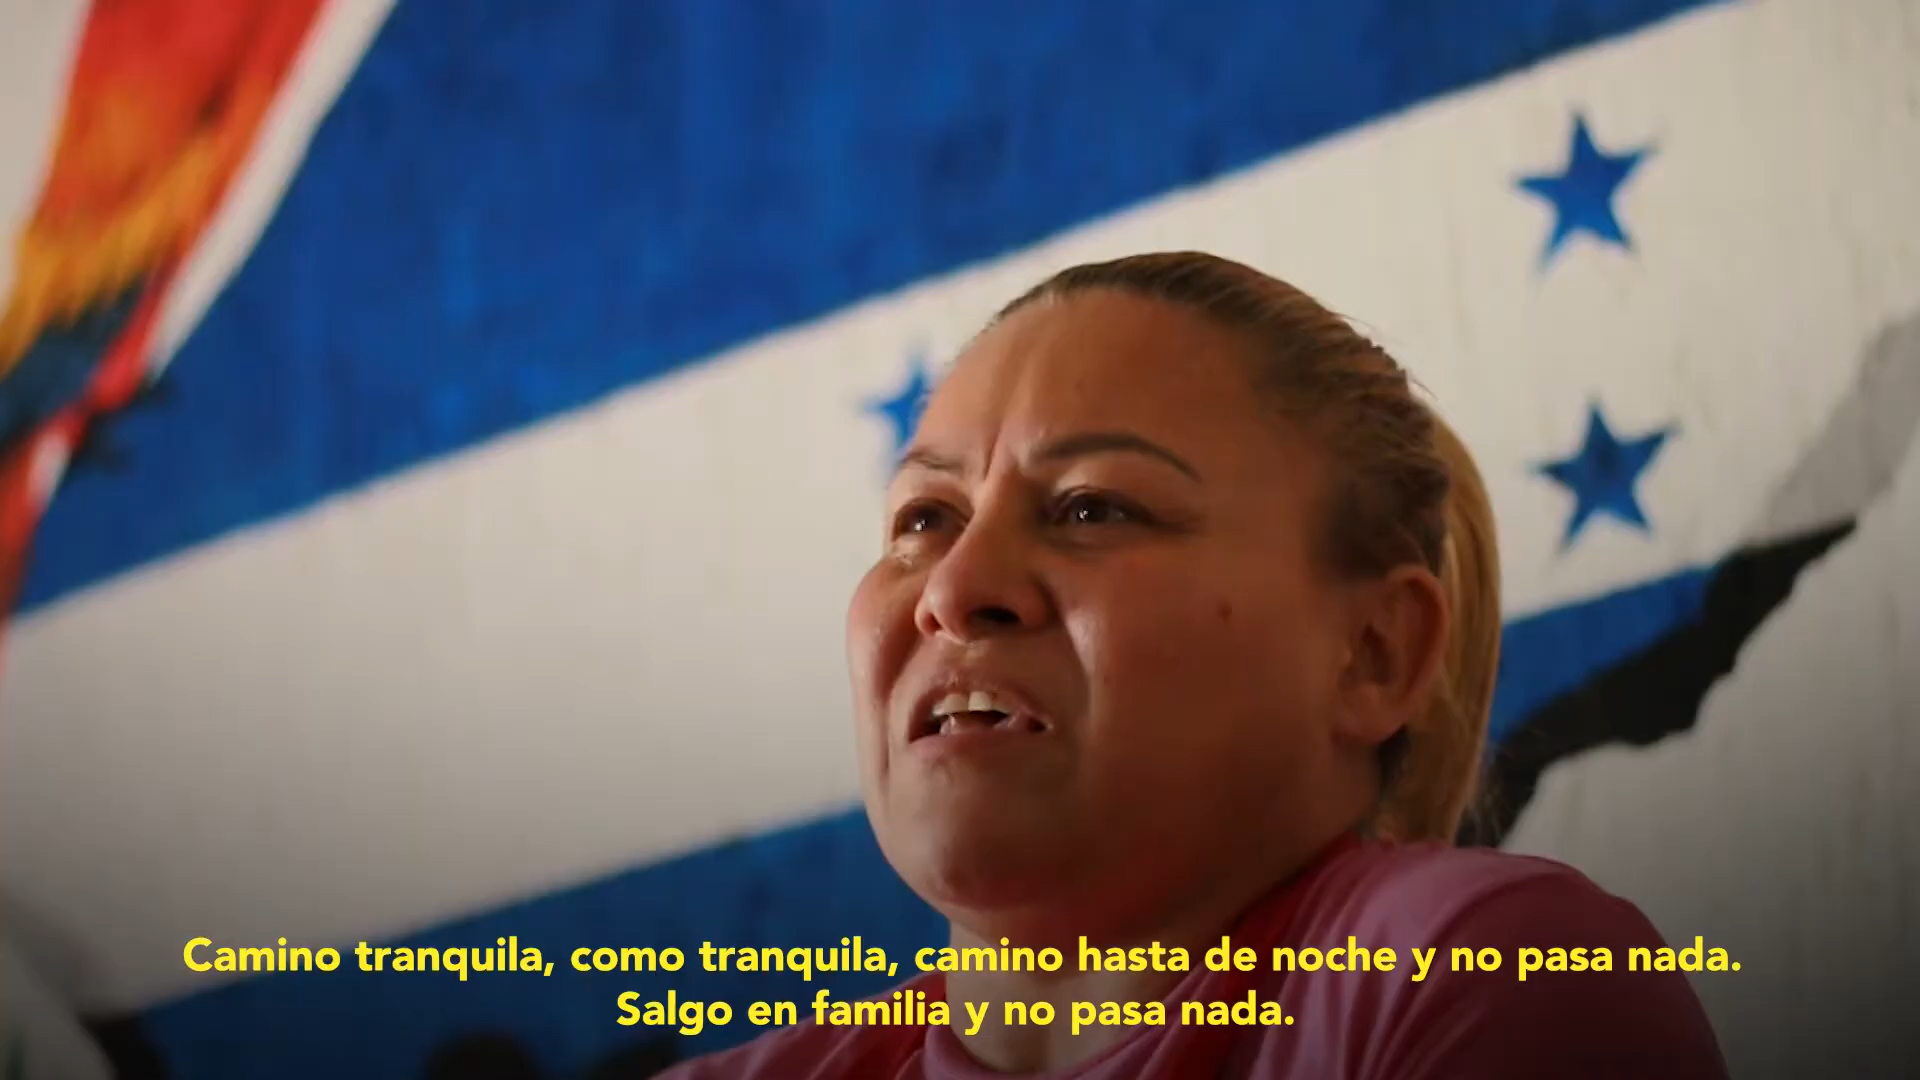 Camino tranquila, como tranquila, camino hasta de noche y no pasa nada.
Salgo en familia y no pasa nada.